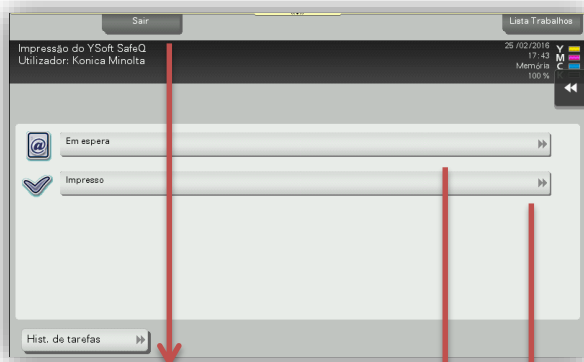 Sair
Lista Trabalhos
Impressão do YSoft SafeQ
Utilizador: Konica Minolta
25 /02/2016
17:43
Memória
100 %
Y
M
C
K
Em espera
Impresso
Hist. de tarefas